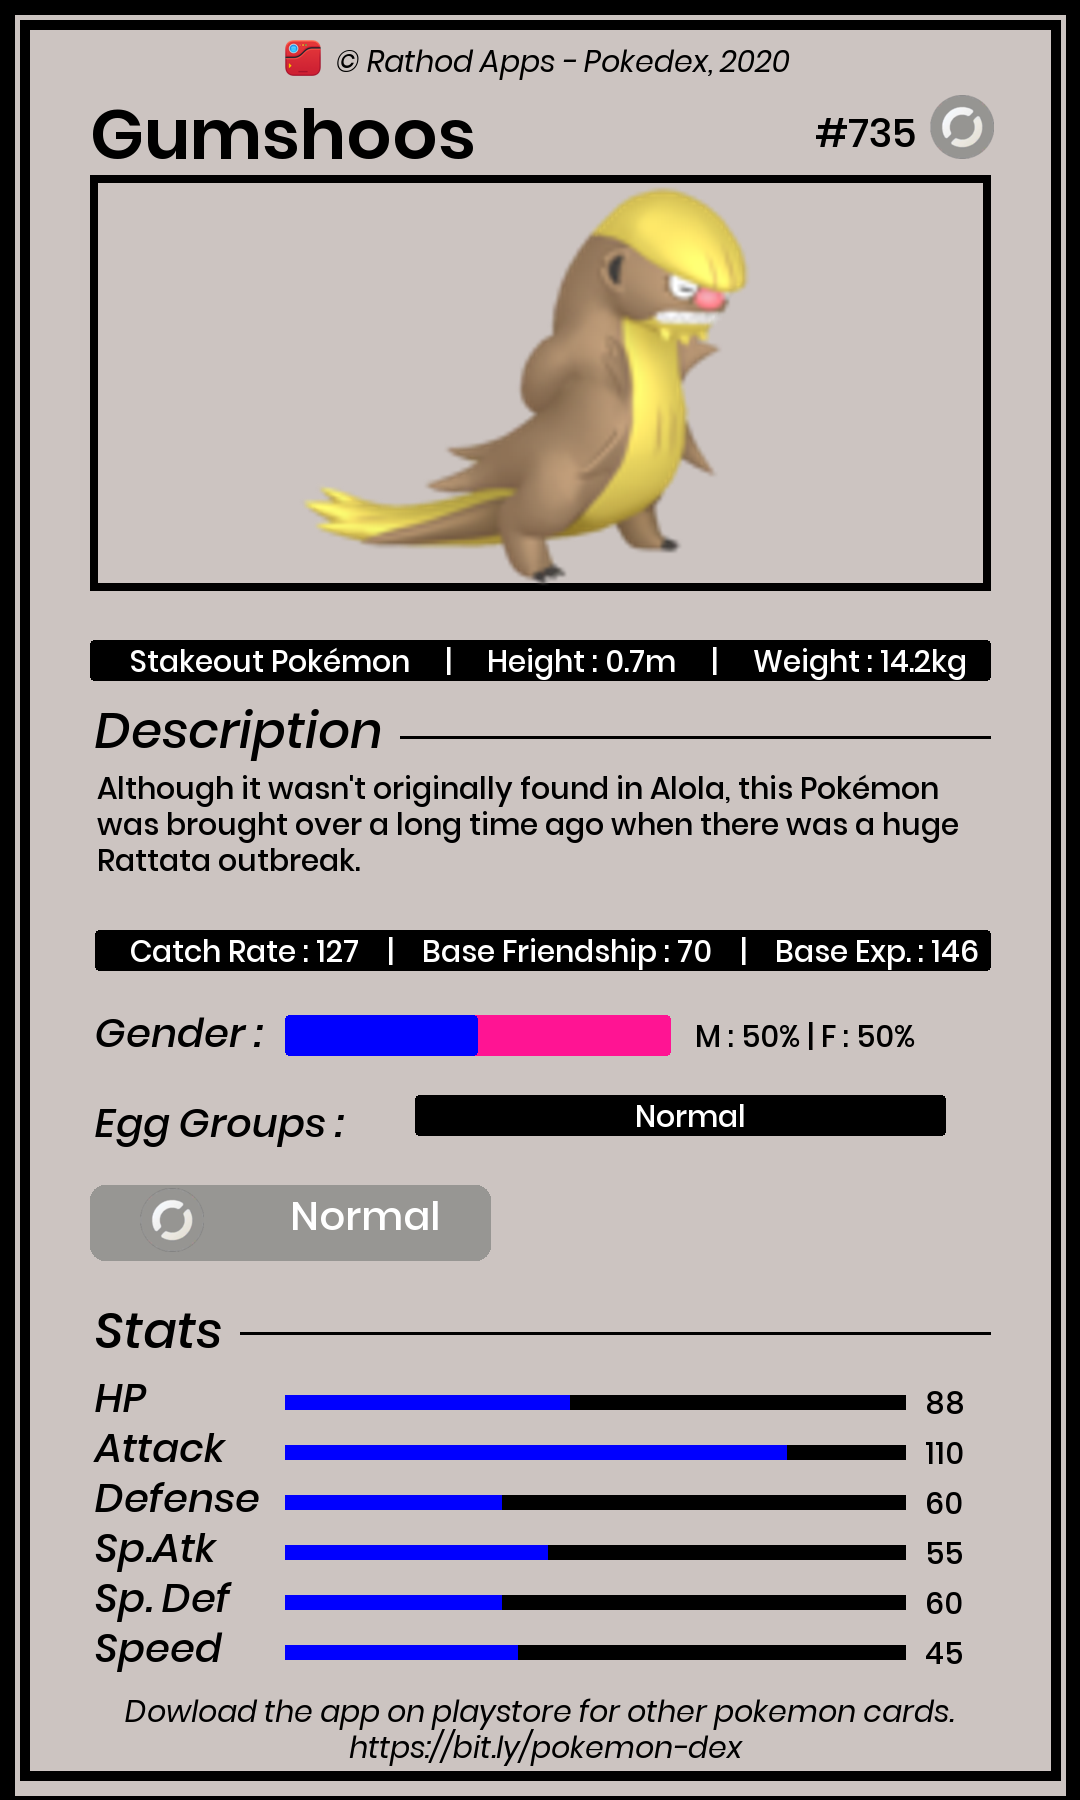 © Rathod Apps - Pokedex, 2020
Gumshoos #735
Stakeout Pokémon | Height : 0.7m | Weight : 14.2kg
Description
Although it wasn't originally found in Alola, this Pokémon
was brought over a long time ago when there was a huge
Rattata outbreak.
Catch Rate : 127 | Base Friendship : 70 | Base Exp. : 146
Gender : M : 50% | F : 50%
Egg Groups : Normal
Normal
Stats
HP 88
Attack 110
Defense 60
Sp.Atk 55
Sp. Def 60
Speed 45
Dowload the app on playstore for other pokemon cards.
https://bit.ly/pokemon-dex